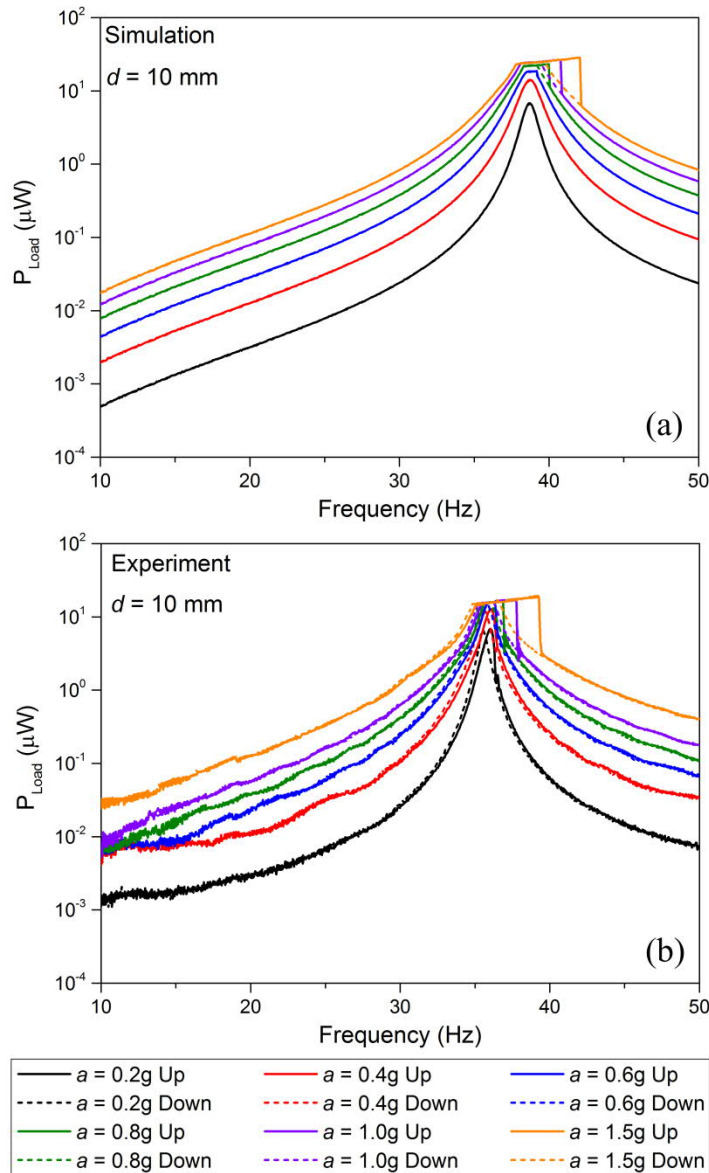 Simulation
d = 10 mm
10²
10¹
10⁰
10⁻¹
10⁻²
10⁻³
10⁻⁴
P_Load (μW)
(a)
10 20 30 40 50
Frequency (Hz)
Experiment
d = 10 mm
10²
10¹
10⁰
10⁻¹
10⁻²
10⁻³
10⁻⁴
P_Load (μW)
(b)
10 20 30 40 50
Frequency (Hz)
a = 0.2g Up a = 0.4g Up a = 0.6g Up
a = 0.2g Down a = 0.4g Down a = 0.6g Down
a = 0.8g Up a = 1.0g Up a = 1.5g Up
a = 0.8g Down a = 1.0g Down a = 1.5g Down